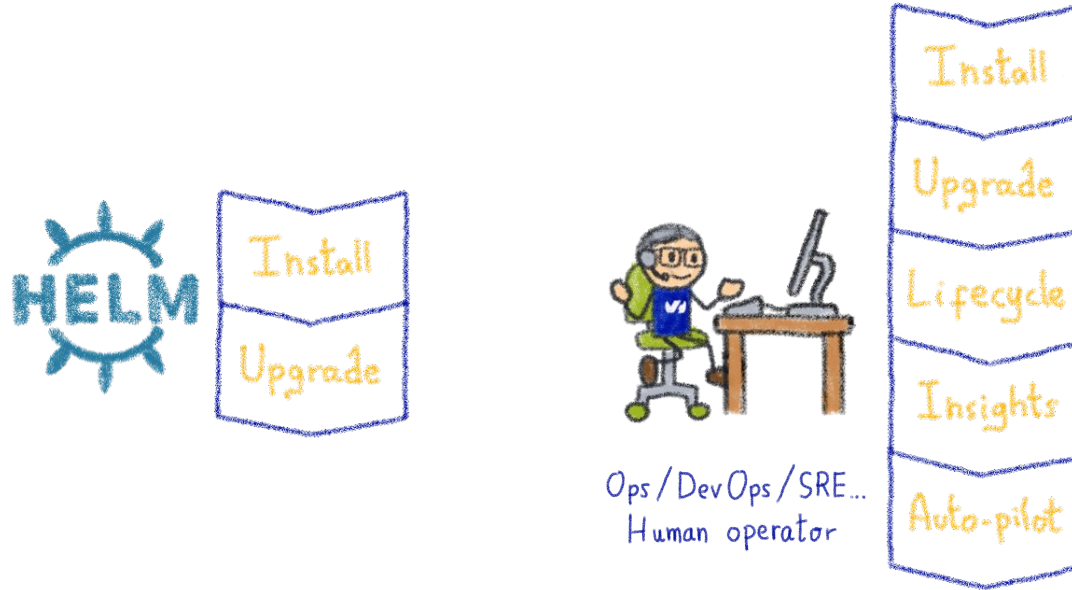 HELM
Install
Upgrade
Ops/DevOps/SRE...
Human operator
Install
Upgrade
Lifecycle
Insights
Auto-pilot